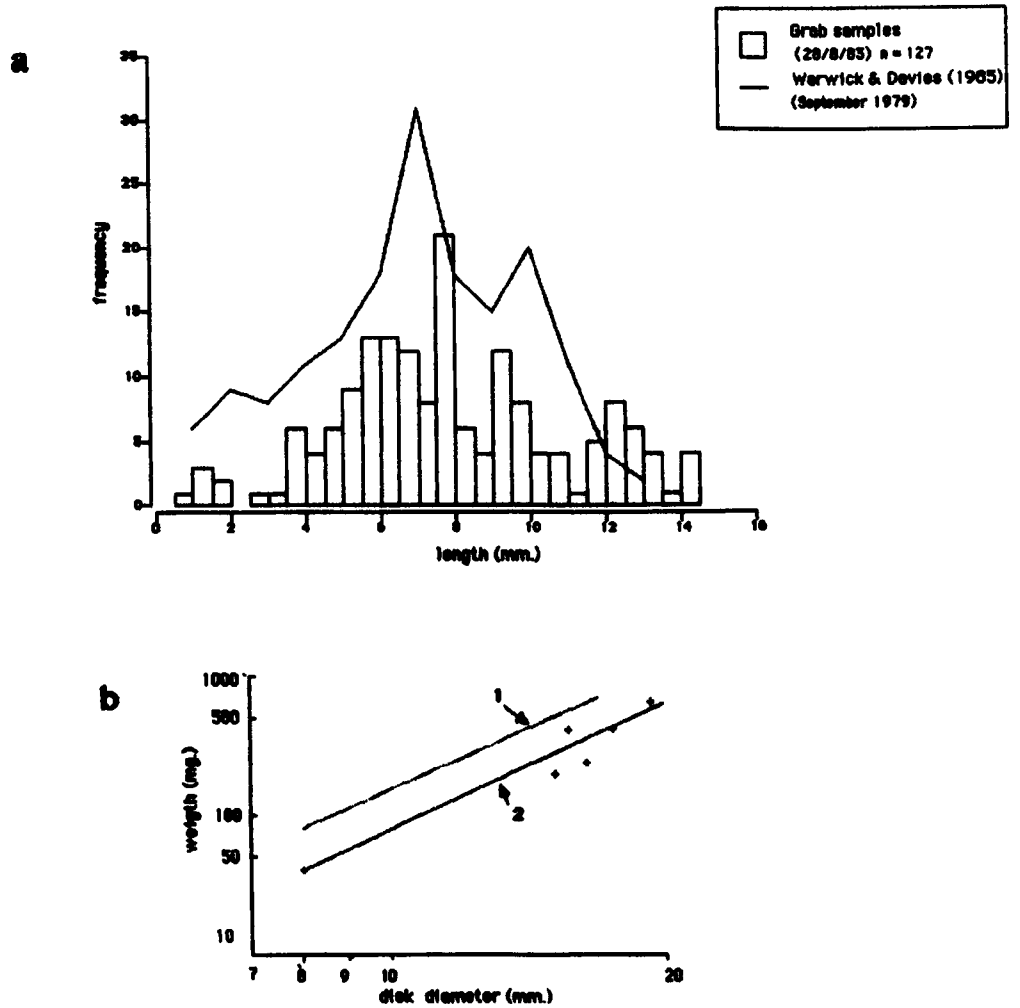 a
Grab samples
(28/8/83) n = 127
Warwick & Davies (1985)
(September 1979)
35
30
25
20
15
10
5
0
frequency
0 2 4 6 8 10 12 14 16
length (mm.)
b
1000
500
100
50
10
weigth (mg.)
1
2
7 8 9 10 20
disk diameter (mm.)